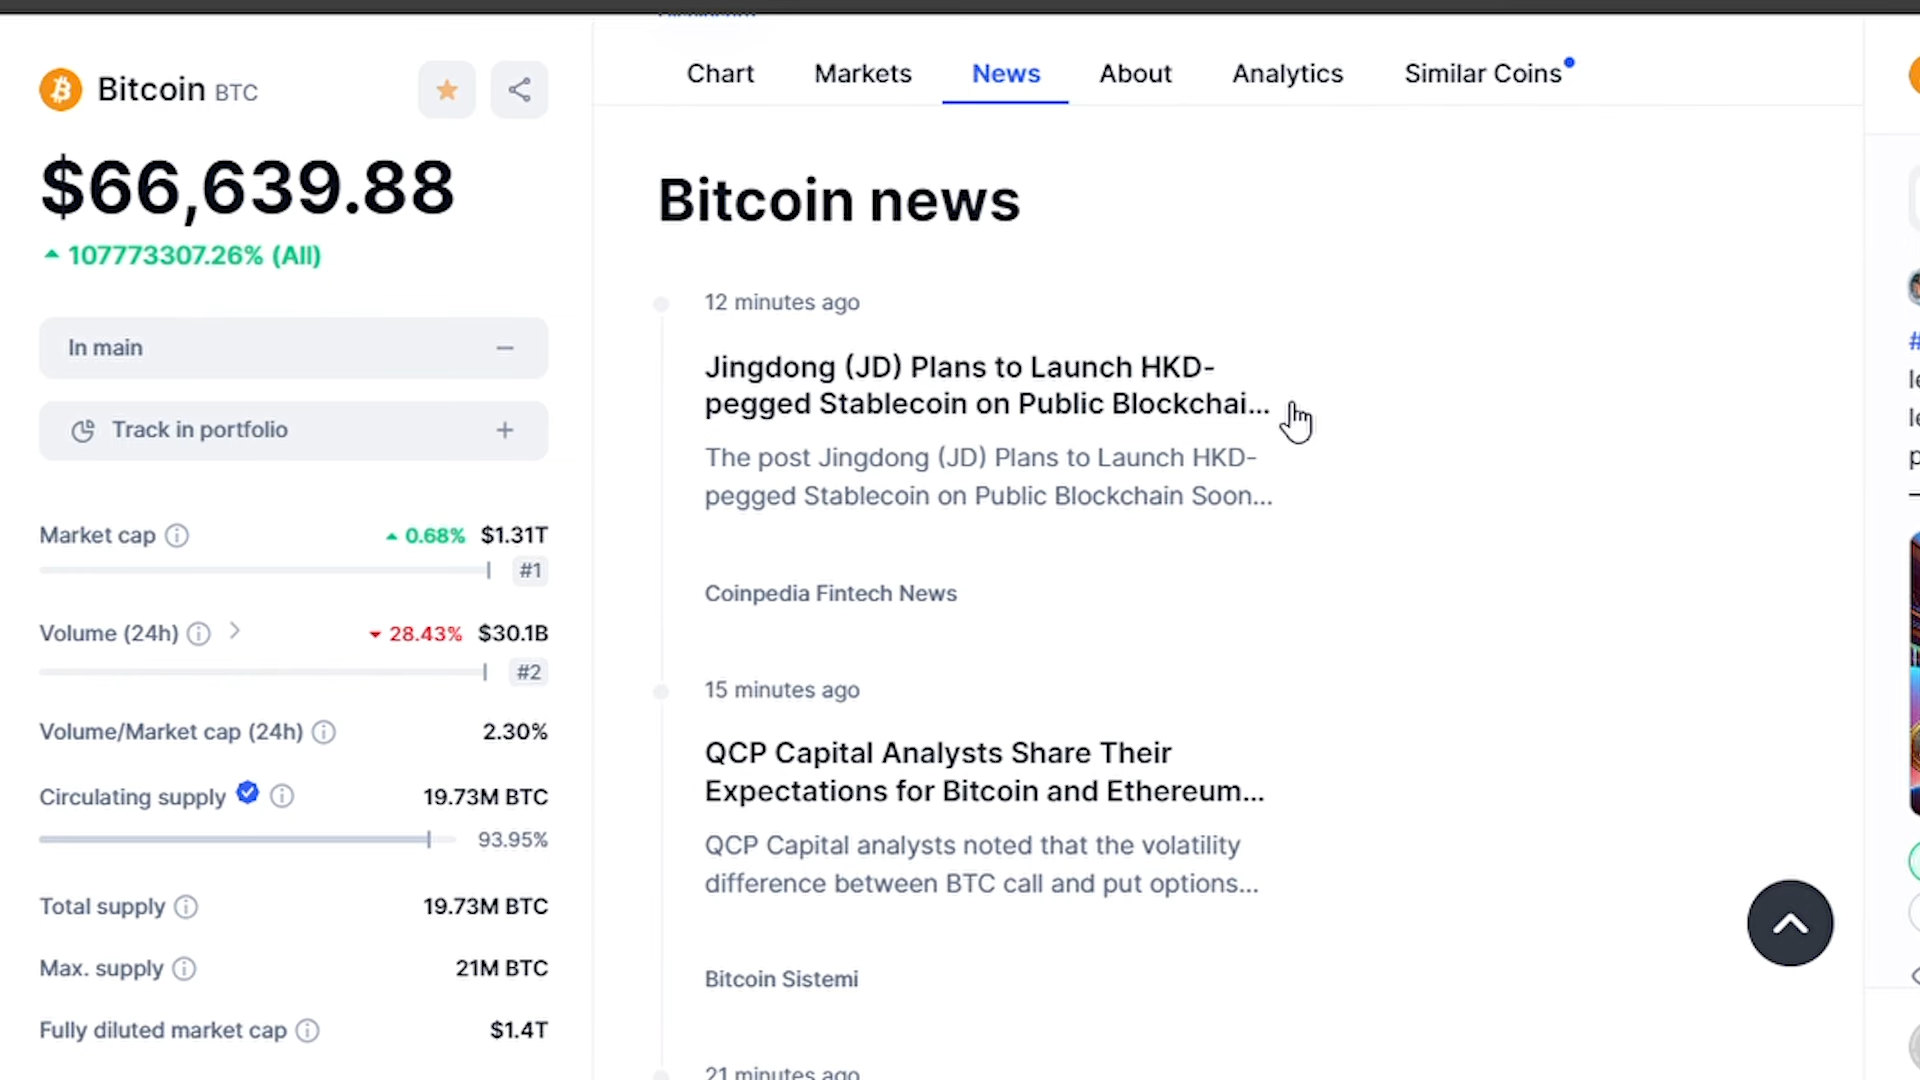 Bitcoin BTC
$66,639.88
107773307.26% (All)
In main
Track in portfolio
Market cap 0.68% $1.31T
#1
Volume (24h) 28.43% $30.1B
#2
Volume/Market cap (24h) 2.30%
Circulating supply 19.73M BTC
93.95%
Total supply 19.73M BTC
Max. supply 21M BTC
Fully diluted market cap $1.4T
Chart Markets News About Analytics Similar Coins
Bitcoin news
12 minutes ago
Jingdong (JD) Plans to Launch HKD-
pegged Stablecoin on Public Blockchai...
The post Jingdong (JD) Plans to Launch HKD-
pegged Stablecoin on Public Blockchain Soon...
Coinpedia Fintech News
15 minutes ago
QCP Capital Analysts Share Their
Expectations for Bitcoin and Ethereum...
QCP Capital analysts noted that the volatility
difference between BTC call and put options...
Bitcoin Sistemi
21 minutes ago